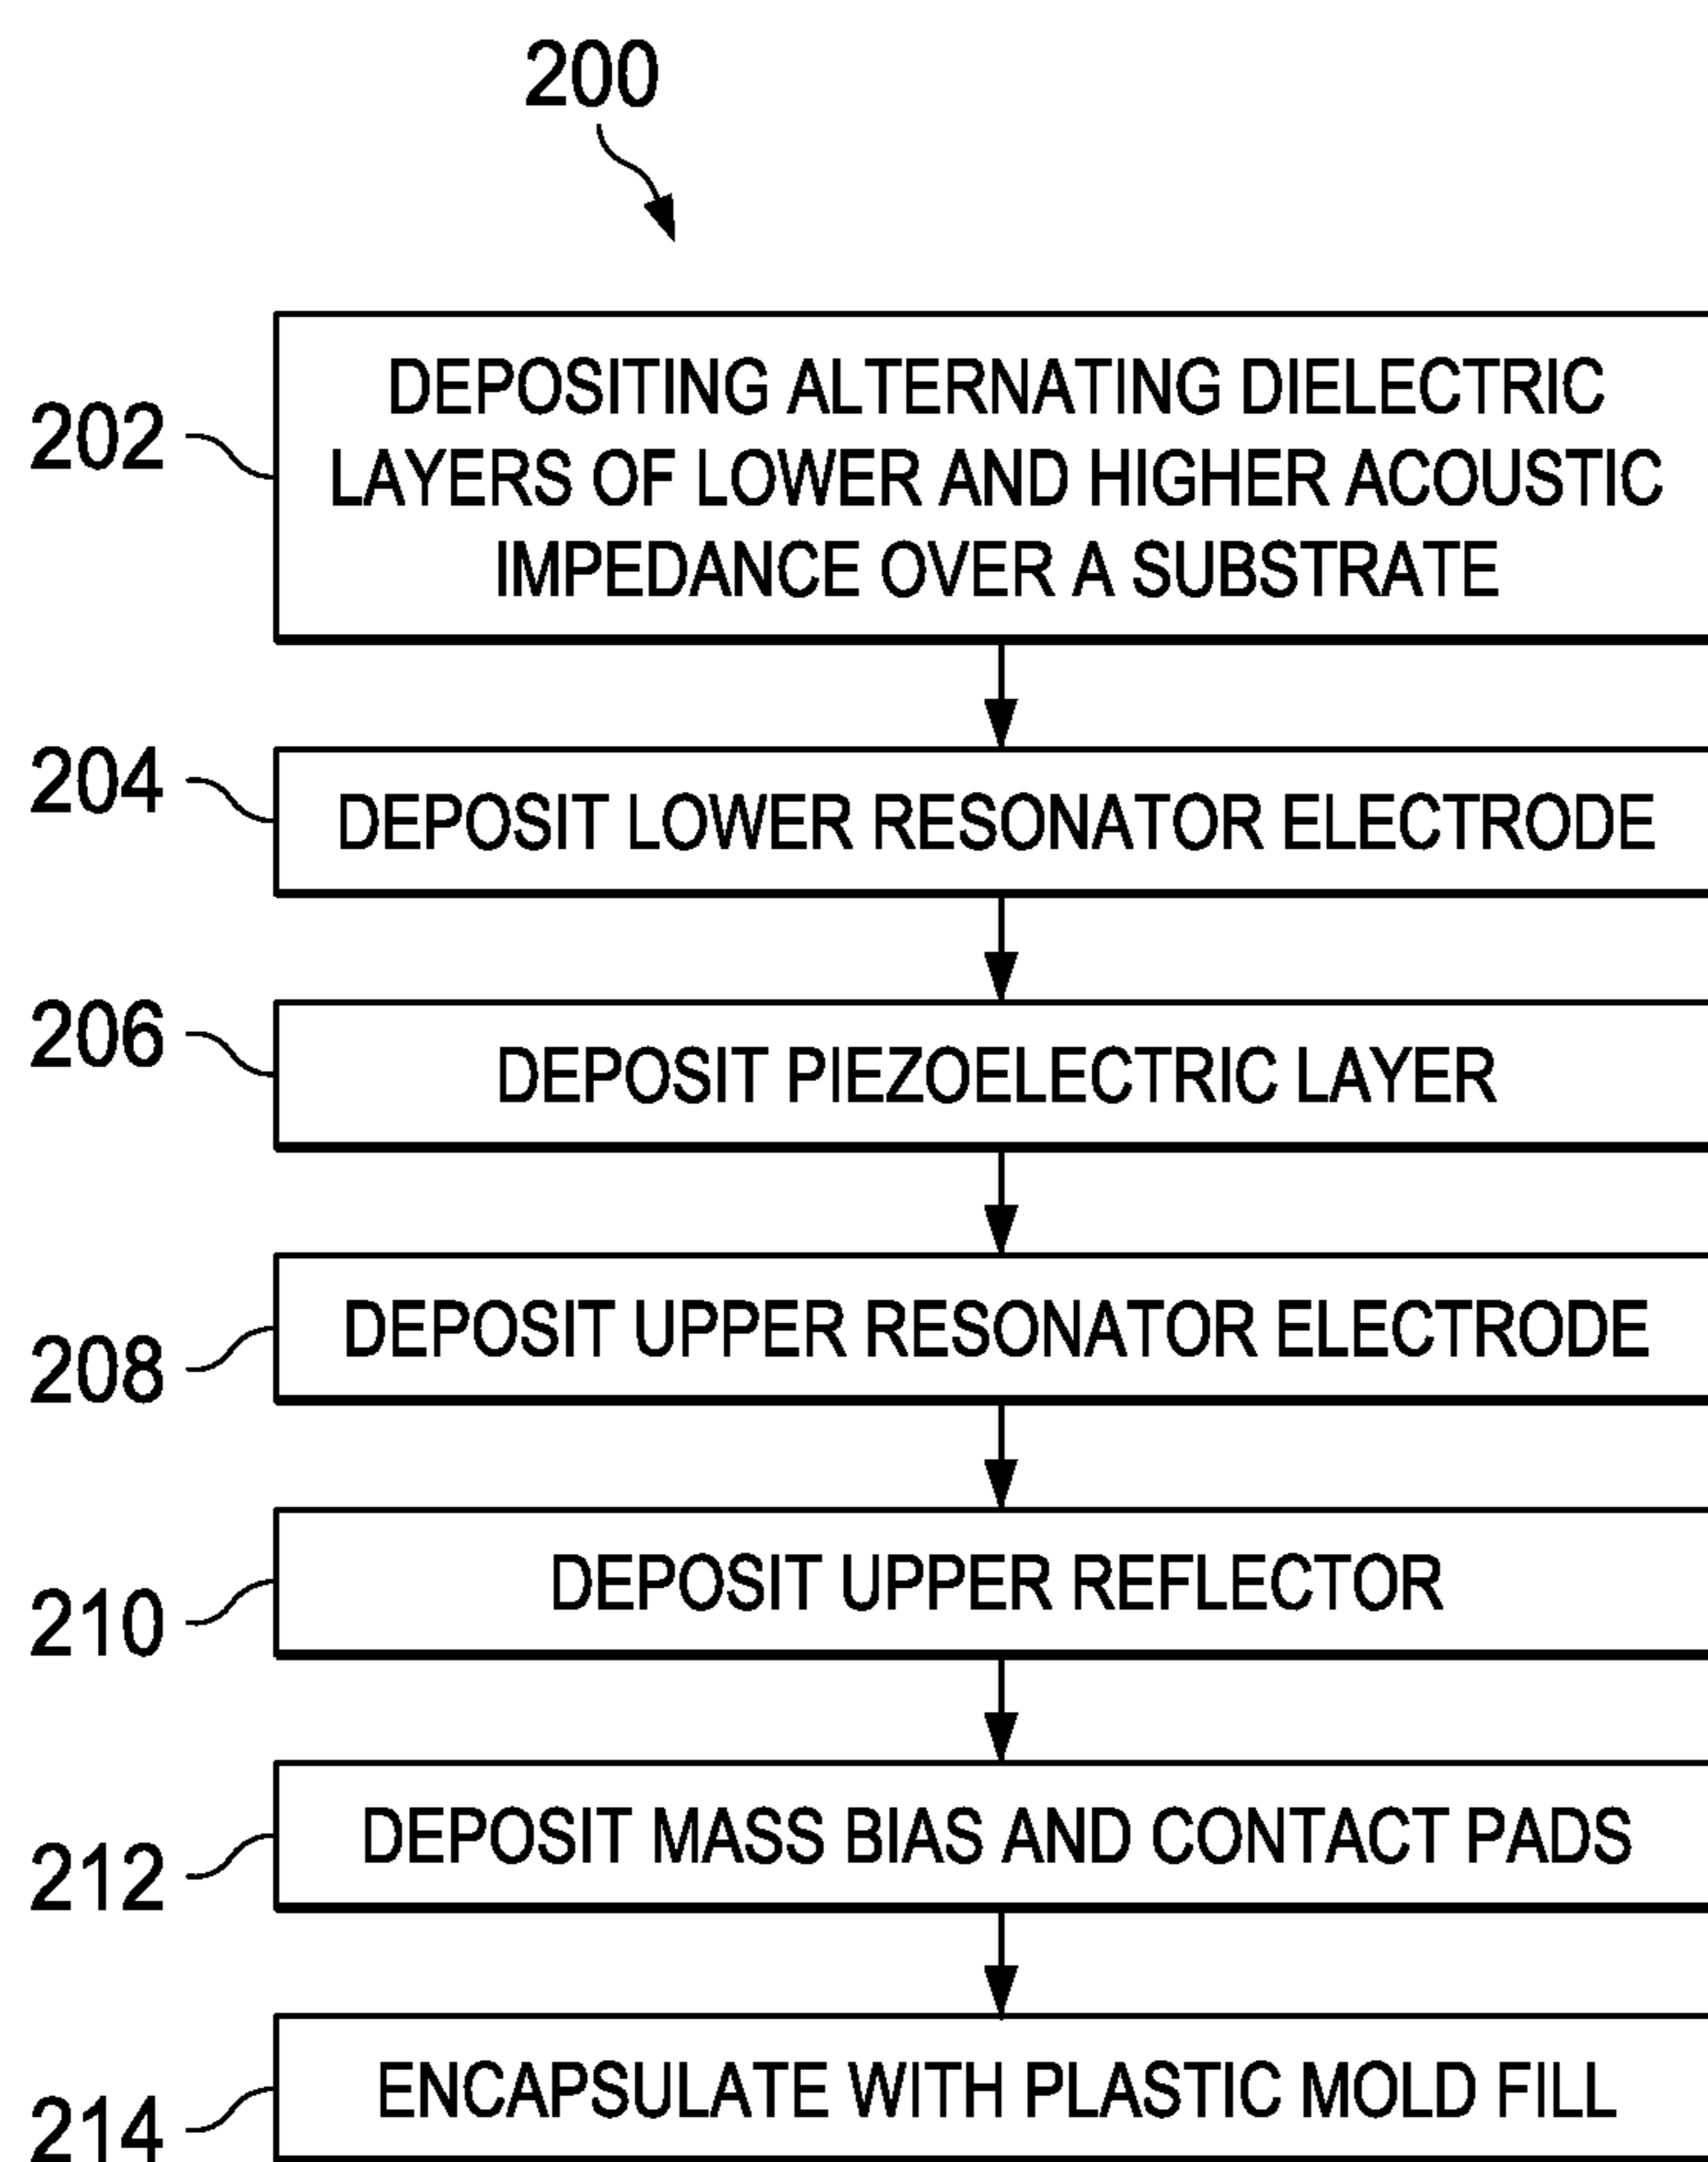 200
202
DEPOSITING ALTERNATING DIELECTRIC
LAYERS OF LOWER AND HIGHER ACOUSTIC
IMPEDANCE OVER A SUBSTRATE
204
DEPOSIT LOWER RESONATOR ELECTRODE
206
DEPOSIT PIEZOELECTRIC LAYER
208
DEPOSIT UPPER RESONATOR ELECTRODE
210
DEPOSIT UPPER REFLECTOR
212
DEPOSIT MASS BIAS AND CONTACT PADS
214
ENCAPSULATE WITH PLASTIC MOLD FILL